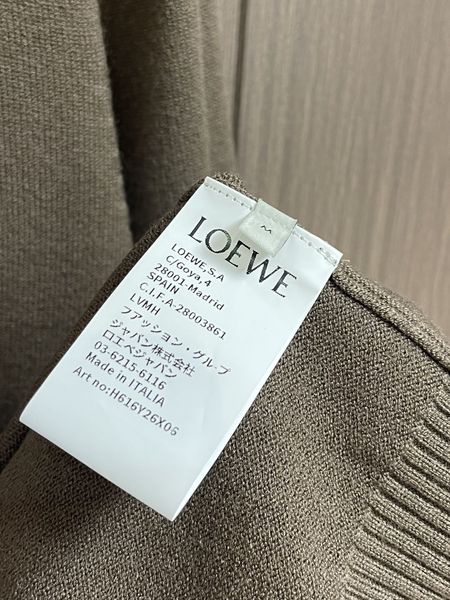 M
LOEWE
LOEWE,S.A
C/Goya,4
28001-Madrid
SPAIN
C.I.F.A-28003861
LVMH
ファアッション・グル-プ
ジャパン株式会社
ロエベジャパン
03-6215-6116
Made in ITALIA
Art no:H616Y26X06